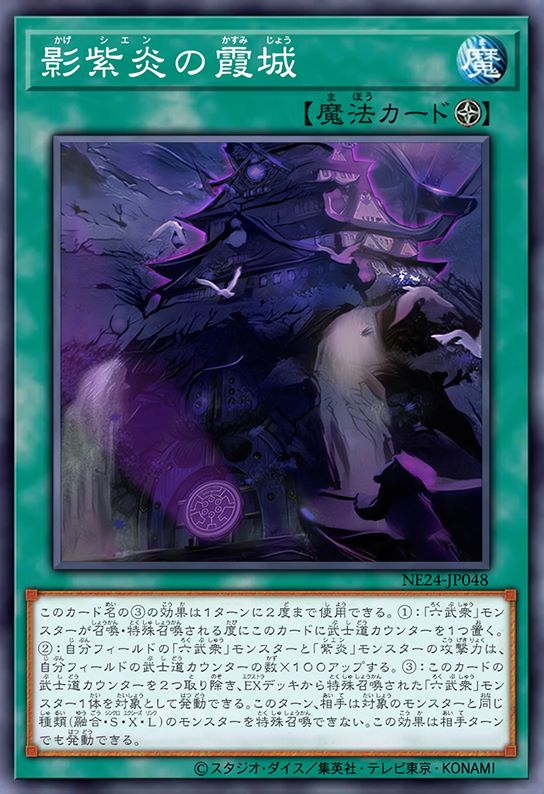 影紫炎の霞城
魔
【魔法カード】
NE24-JP048
このカード名の③の効果は1ターンに2度まで使用できる。①：「六武衆」モン
スターが召喚・特殊召喚される度にこのカードに武士道カウンターを1つ置く。
②：自分フィールドの「六武衆」モンスターと「紫炎」モンスターの攻撃力は、
自分フィールドの武士道カウンターの数×100アップする。③：このカードの
武士道カウンターを2つ取り除き、EXデッキから特殊召喚された「六武衆」モン
スター1体を対象として発動できる。このターン、相手は対象のモンスターと同じ
種類（融合・S・X・L）のモンスターを特殊召喚できない。この効果は相手ターン
でも発動できる。
©スタジオ・ダイス／集英社・テレビ東京・KONAMI